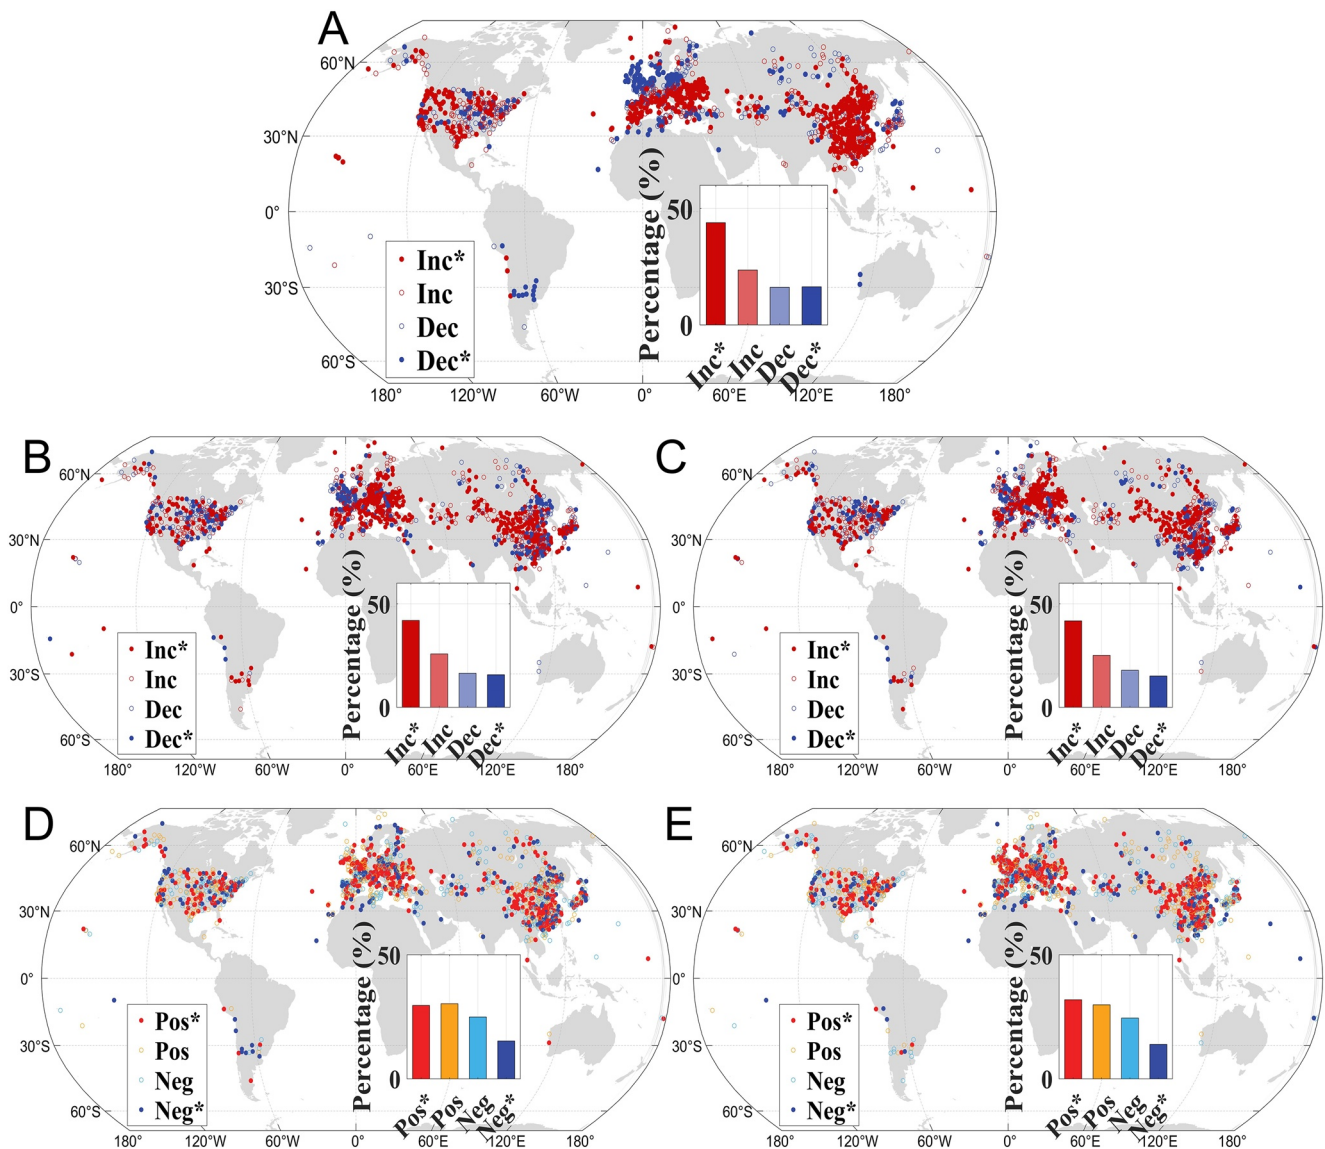 A
60°N
30°N
0°
30°S
60°S
180°
120°W
60°W
0°
60°E
120°E
180°
Inc*
Inc
Dec
Dec*
Percentage (%)
50
0
Inc*
Inc
Dec
Dec*
B
60°N
30°N
0°
30°S
60°S
180°
120°W
60°W
0°
60°E
120°E
180°
Inc*
Inc
Dec
Dec*
Percentage (%)
50
0
Inc*
Inc
Dec
Dec*
C
60°N
30°N
0°
30°S
60°S
180°
120°W
60°W
0°
60°E
120°E
180°
Inc*
Inc
Dec
Dec*
Percentage (%)
50
0
Inc*
Inc
Dec
Dec*
D
60°N
30°N
0°
30°S
60°S
180°
120°W
60°W
0°
60°E
120°E
180°
Pos*
Pos
Neg
Neg*
Percentage (%)
50
0
Pos*
Pos
Neg
Neg*
E
60°N
30°N
0°
30°S
60°S
180°
120°W
60°W
0°
60°E
120°E
180°
Pos*
Pos
Neg
Neg*
Percentage (%)
50
0
Pos*
Pos
Neg
Neg*